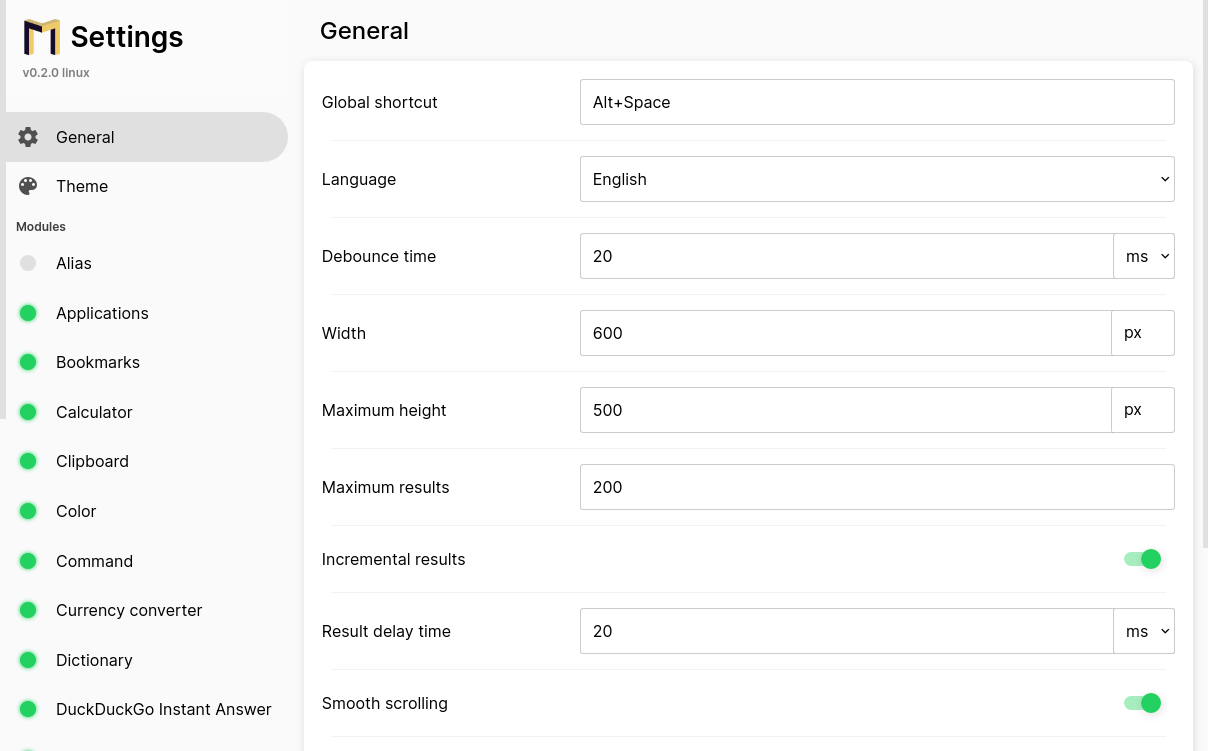 Settings
v0.2.0 linux
General
Theme
Modules
Alias
Applications
Bookmarks
Calculator
Clipboard
Color
Command
Currency converter
Dictionary
DuckDuckGo Instant Answer
General
Global shortcut Alt+Space
Language English
Debounce time 20 ms
Width 600 px
Maximum height 500 px
Maximum results 200
Incremental results
Result delay time 20 ms
Smooth scrolling